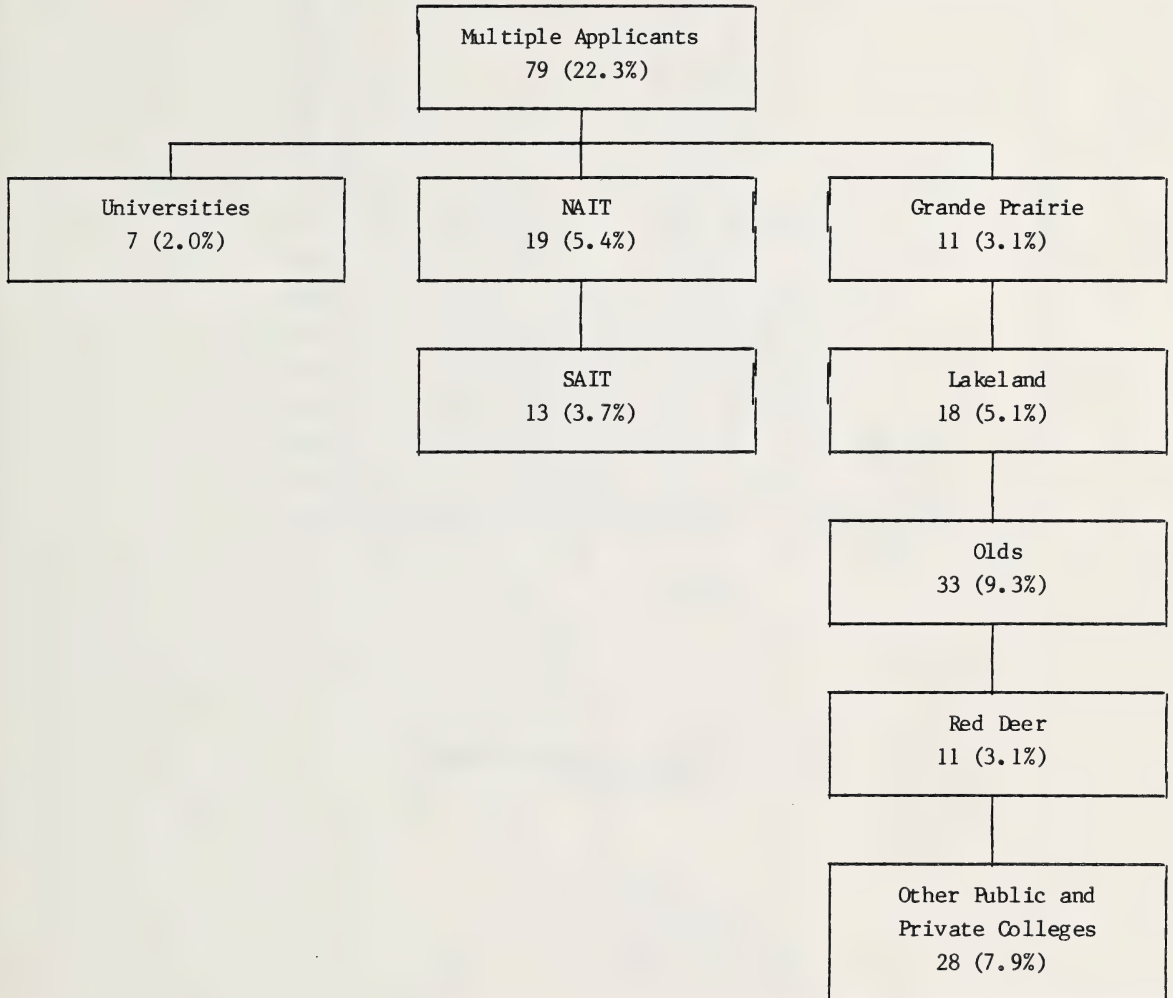 Multiple Applicants
79 (22.3%)
Universities
7 (2.0%)
NAIT
19 (5.4%)
Grande Prairie
11 (3.1%)
SAIT
13 (3.7%)
Lakeland
18 (5.1%)
Olds
33 (9.3%)
Red Deer
11 (3.1%)
Other Public and
Private Colleges
28 (7.9%)